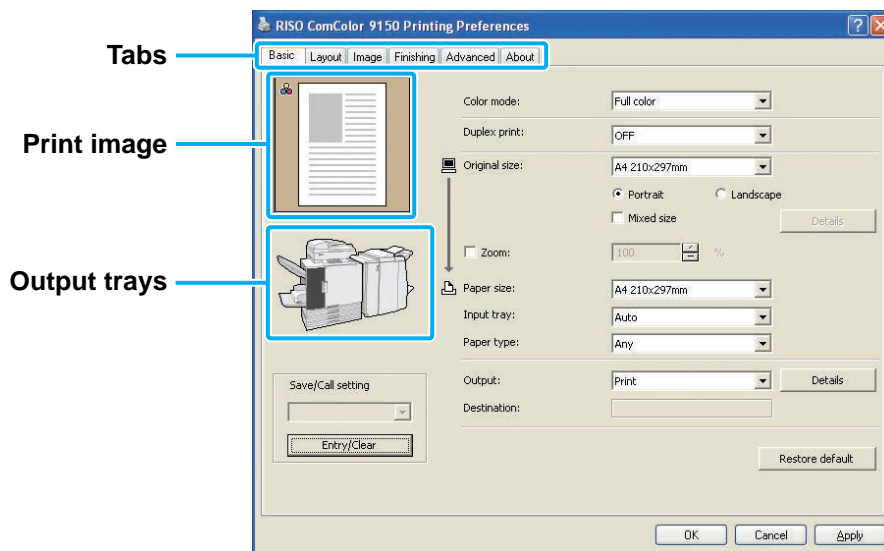 RISO ComColor 9150 Printing Preferences
Tabs
Basic Layout Image Finishing Advanced About
Print image
Output trays
Color mode: Full color
Duplex print: OFF
Original size: A4 210x297mm
Portrait Landscape
Mixed size Details
Zoom: 100 %
Paper size: A4 210x297mm
Input tray: Auto
Paper type: Any
Save/Call setting
Entry/Clear
Output: Print Details
Destination:
Restore default
OK Cancel Apply